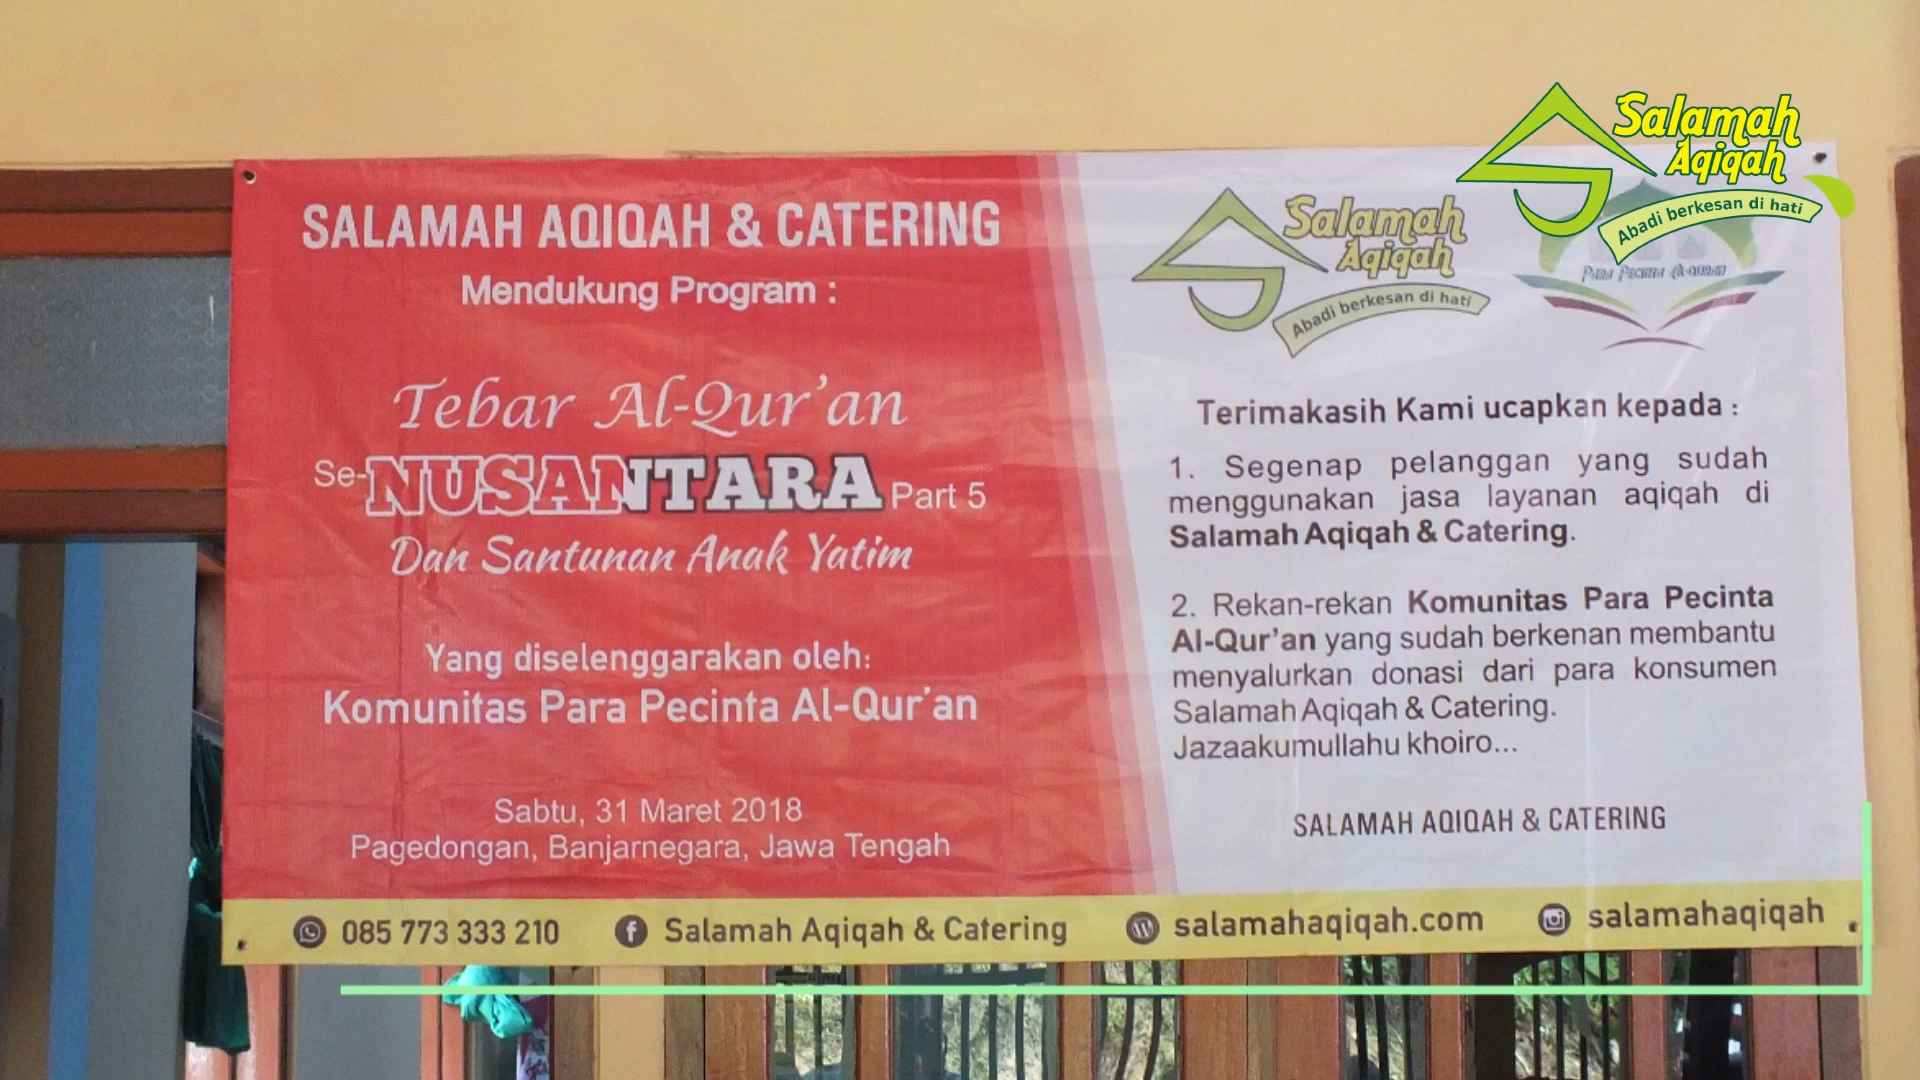 Salamah
Aqiqah
Abadi berkesan di hati
SALAMAH AQIQAH & CATERING
Mendukung Program :
Tebar Al-Qur'an
Se-NUSANTARA Part 5
Dan Santunan Anak Yatim
Yang diselenggarakan oleh:
Komunitas Para Pecinta Al-Qur'an
Sabtu, 31 Maret 2018
Pagedongan, Banjarnegara, Jawa Tengah
Salamah
Aqiqah
Abadi berkesan di hati
PARA PECINTA AL-QURAN
Terimakasih Kami ucapkan kepada :
1. Segenap pelanggan yang sudah
menggunakan jasa layanan aqiqah di
Salamah Aqiqah & Catering.
2. Rekan-rekan Komunitas Para Pecinta
Al-Qur'an yang sudah berkenan membantu
menyalurkan donasi dari para konsumen
Salamah Aqiqah & Catering.
Jazaakumullahu khoiro...
SALAMAH AQIQAH & CATERING
085 773 333 210 Salamah Aqiqah & Catering salamahaqiqah.com salamahaqiqah